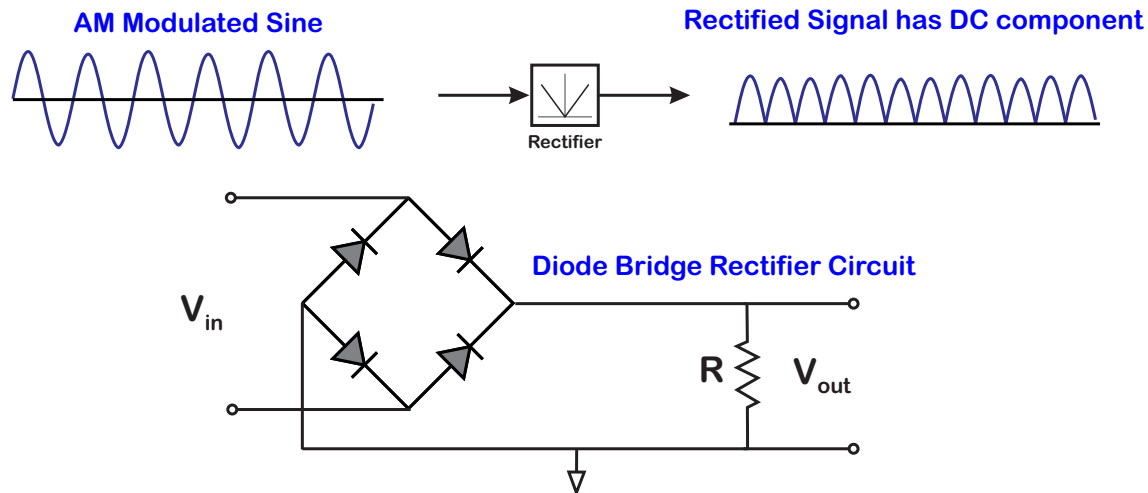 AM Modulated Sine
Rectified Signal has DC component
Rectifier
Diode Bridge Rectifier Circuit
Vin
R
Vout